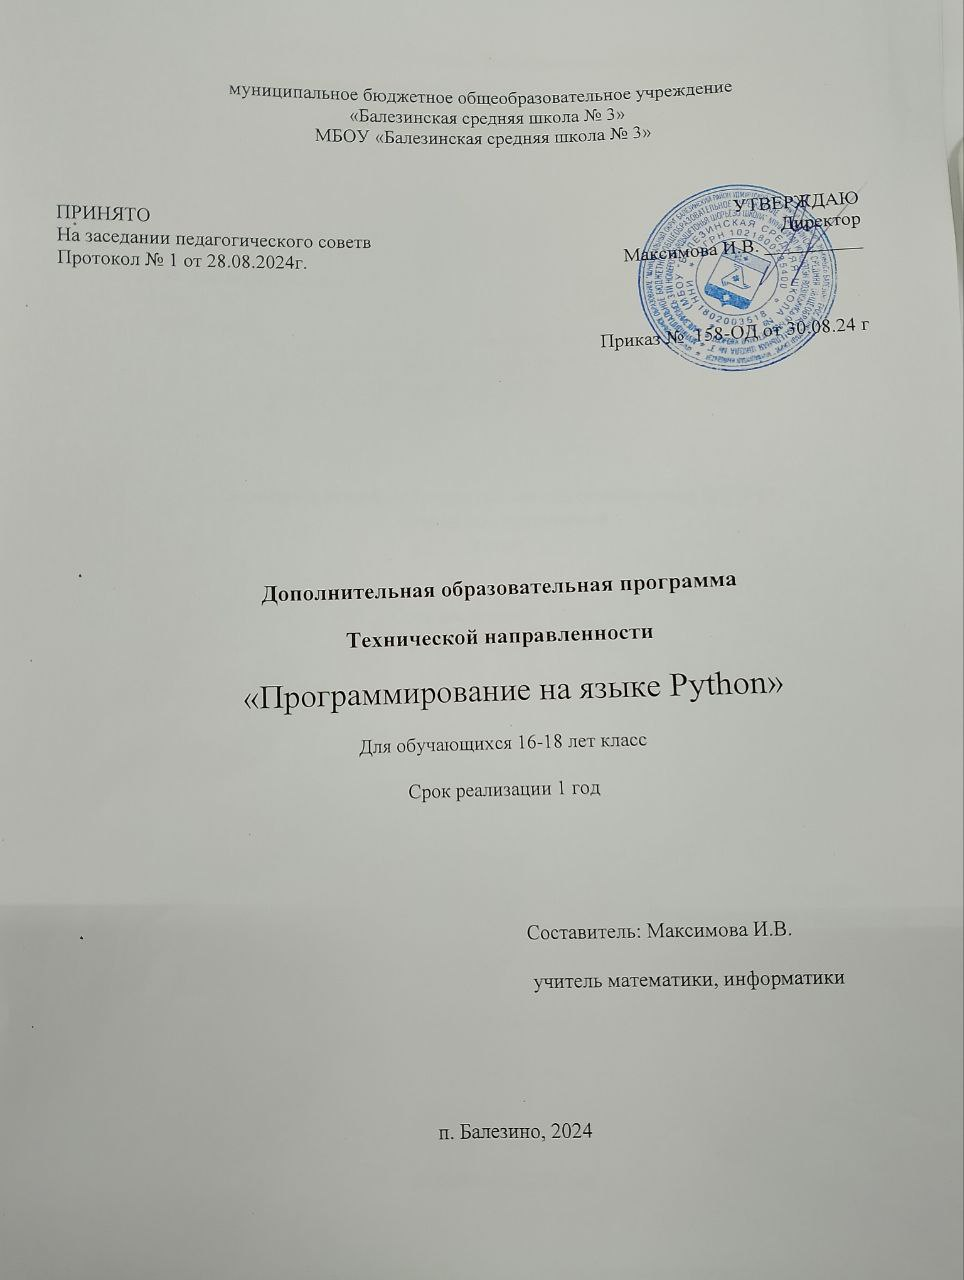 муниципальное бюджетное общеобразовательное учреждение
«Балезинская средняя школа № 3»
МБОУ «Балезинская средняя школа № 3»
ПРИНЯТО
На заседании педагогического советв
Протокол № 1 от 28.08.2024г.
УТВЕРЖДАЮ
Директор
Максимова И.В.
Приказ № 158-ОД от 30.08.24 г
Дополнительная образовательная программа
Технической направленности
«Программирование на языке Python»
Для обучающихся 16-18 лет класс
Срок реализации 1 год
Составитель: Максимова И.В.
учитель математики, информатики
п. Балезино, 2024